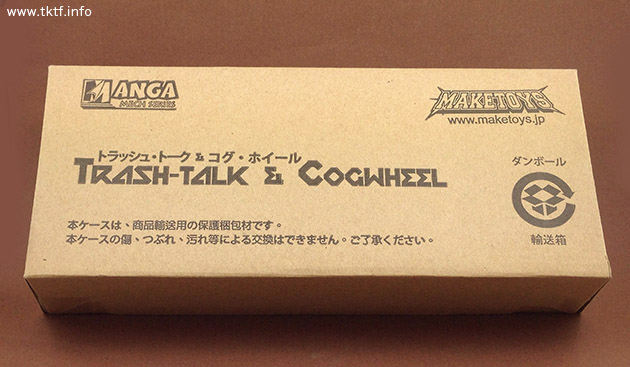 www.tktf.info
MANGA
MECH SERIES
MAKETOYS
www.maketoys.jp
トラッシュ・トーク & コグ・ホイール
TRASH-TALK & COGWHEEL
ダンボール
輸送箱
本ケースは、商品輸送用の保護梱包材です。
本ケースの傷、つぶれ、汚れ等による交換はできません。ご了承ください。